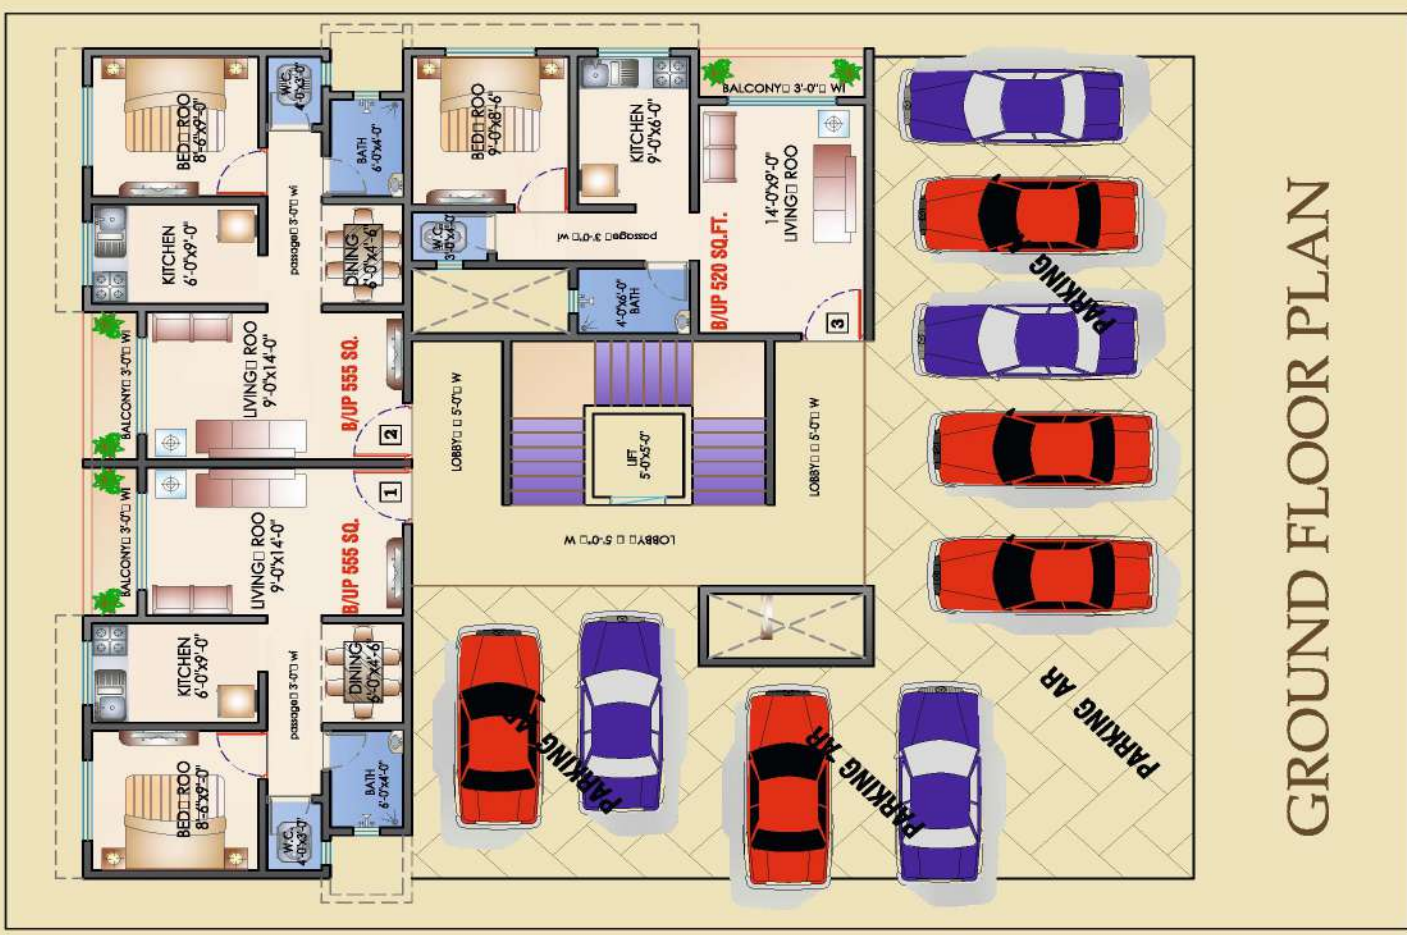 BED□ ROO
8'-6"x9'-0"
W.C.
4'-0"x3'-0"
BATH
6'-0"x4'-0"
KITCHEN
6'-0"x9'-0"
passage□ 3'-0"□ wi
DINING
6'-0"x4'-6"
BALCONY□ 3'-0"□ WI
LIVING□ ROO
9'-0"x14'-0"
B/UP 555 SQ.
2
BED□ ROO
9'-0"x8'-6"
KITCHEN
9'-0"x6'-0"
BALCONY□ 3'-0"□ WI
14'-0"x9'-0"
LIVING□ ROO
W.C.
3'-0"x4'-0"
passage□ 3'-0"□ wi
4'-0"x6'-0"
BATH
B/UP 520 SQ.FT.
3
LOBBY□ □ 5'-0"□ W
LIFT
5'-0"x5'-0"
LOBBY□ □ 5'-0"□ W
LOBBY□ □ 5'-0"□ W
BALCONY□ 3'-0"□ WI
LIVING□ ROO
9'-0"x14'-0"
B/UP 555 SQ.
1
KITCHEN
6'-0"x9'-0"
passage□ 3'-0"□ wi
DINING
6'-0"x4'-6"
BED□ ROO
8'-6"x9'-0"
W.C.
4'-0"x3'-0"
BATH
6'-0"x4'-0"
PARKING
PARKING AR
PARKING AR
PARKING AR
GROUND FLOOR PLAN